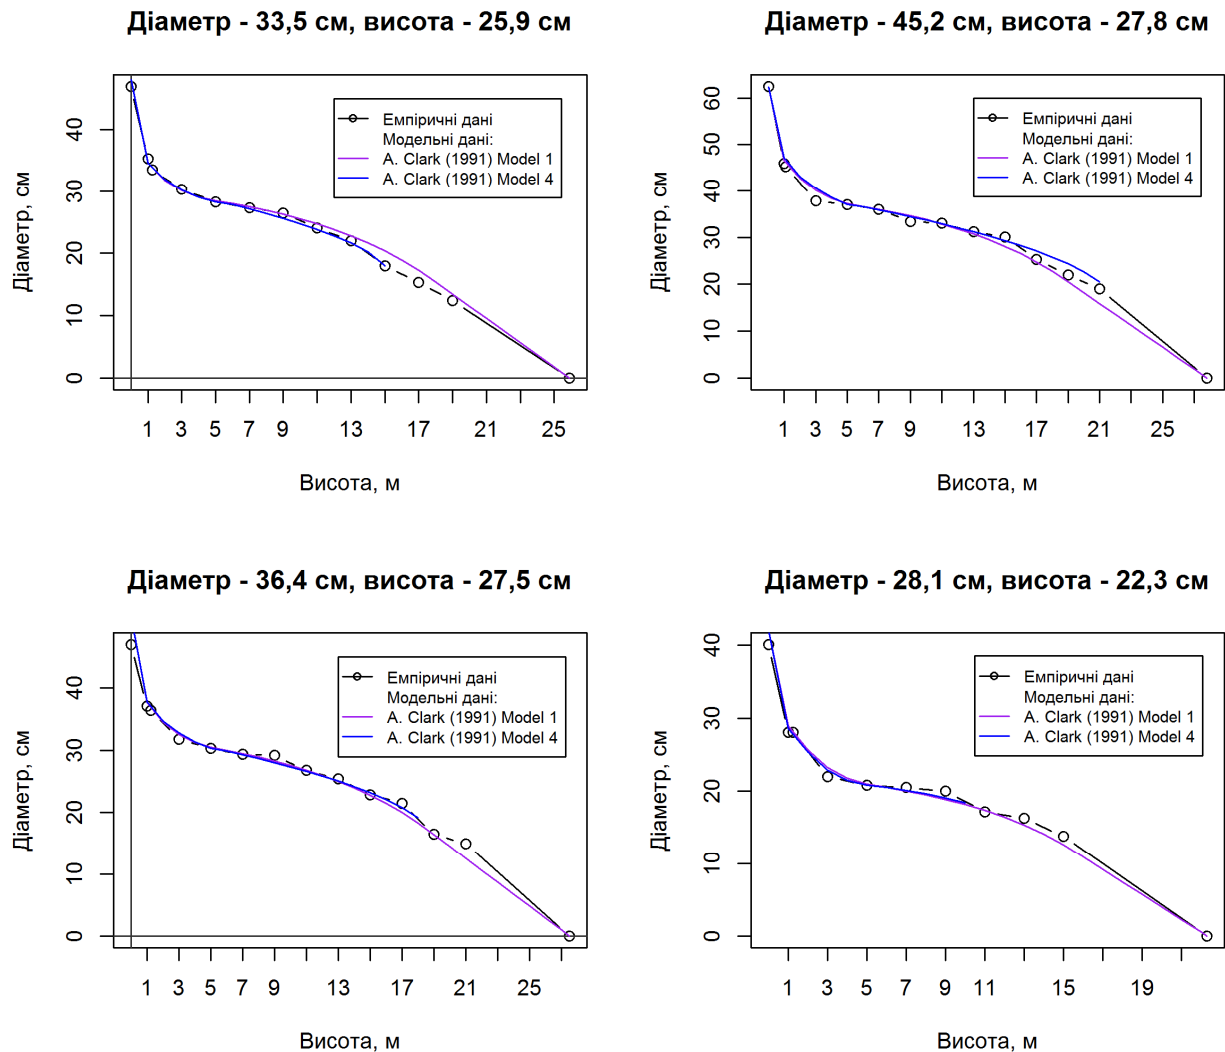 Діаметр - 33,5 см, висота - 25,9 см
Діаметр, см
0 10 20 30 40
Емпіричні дані
Модельні дані:
A. Clark (1991) Model 1
A. Clark (1991) Model 4
1 3 5 7 9 13 17 21 25
Висота, м
Діаметр - 45,2 см, висота - 27,8 см
Діаметр, см
0 10 20 30 40 50 60
Емпіричні дані
Модельні дані:
A. Clark (1991) Model 1
A. Clark (1991) Model 4
1 3 5 7 9 13 17 21 25
Висота, м
Діаметр - 36,4 см, висота - 27,5 см
Діаметр, см
0 10 20 30 40
Емпіричні дані
Модельні дані:
A. Clark (1991) Model 1
A. Clark (1991) Model 4
1 3 5 7 9 13 17 21 25
Висота, м
Діаметр - 28,1 см, висота - 22,3 см
Діаметр, см
0 10 20 30 40
Емпіричні дані
Модельні дані:
A. Clark (1991) Model 1
A. Clark (1991) Model 4
1 3 5 7 9 11 15 19
Висота, м